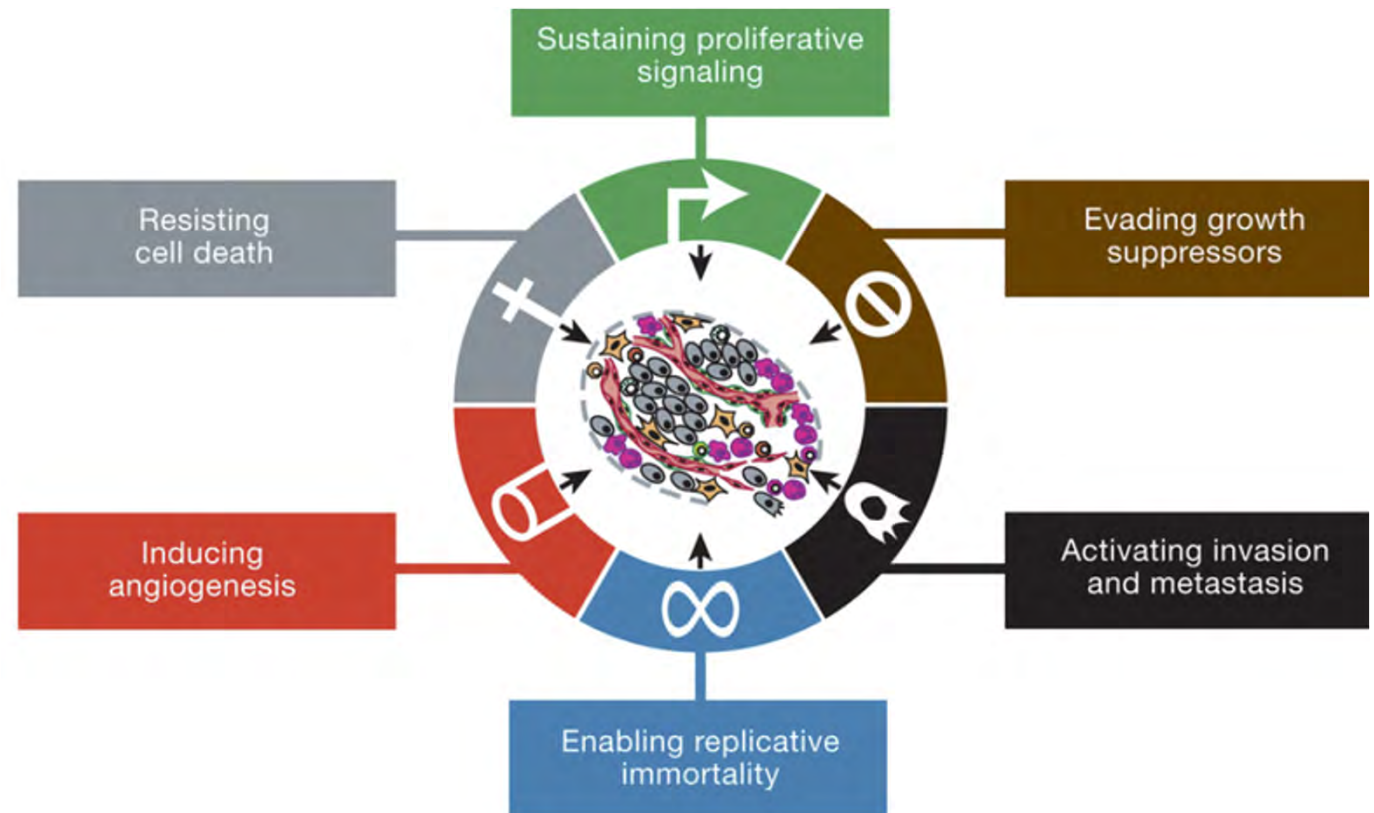 Sustaining proliferative
signaling
Resisting
cell death
Evading growth
suppressors
Inducing
angiogenesis
Activating invasion
and metastasis
Enabling replicative
immortality